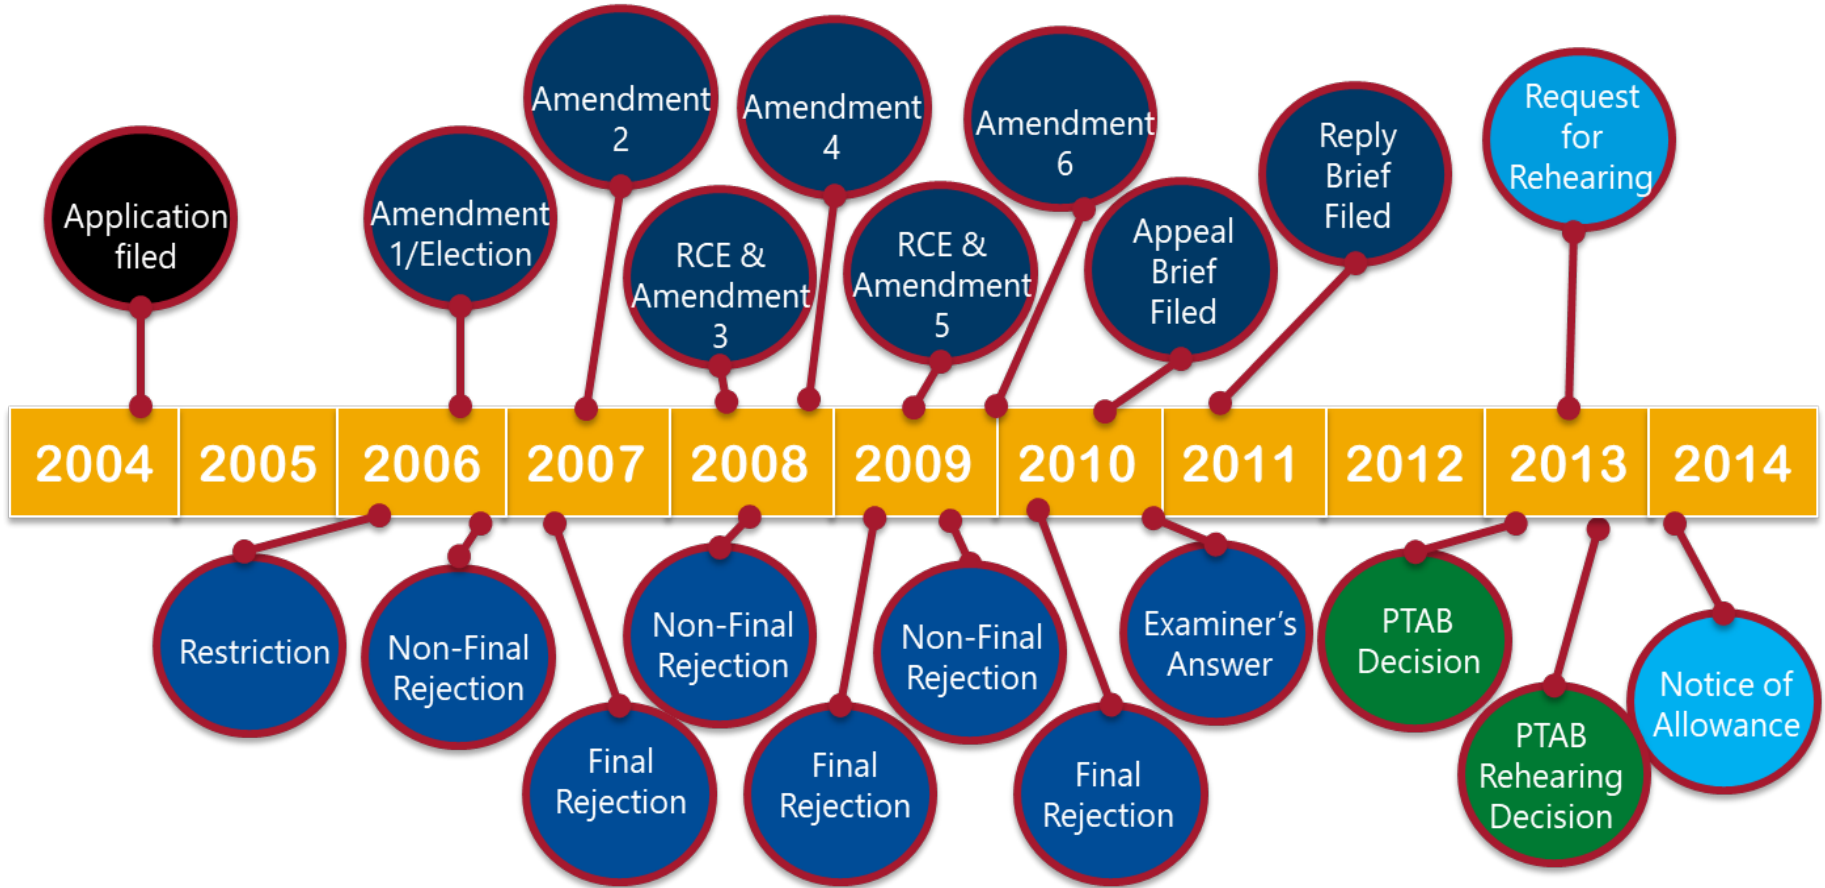 Application
filed
Amendment
1/Election
Amendment
2
RCE &
Amendment
3
Amendment
4
RCE &
Amendment
5
Amendment
6
Appeal
Brief
Filed
Reply
Brief
Filed
Request
for
Rehearing
2004
2005
2006
2007
2008
2009
2010
2011
2012
2013
2014
Restriction
Non-Final
Rejection
Final
Rejection
Non-Final
Rejection
Final
Rejection
Non-Final
Rejection
Final
Rejection
Examiner’s
Answer
PTAB
Decision
PTAB
Rehearing
Decision
Notice of
Allowance